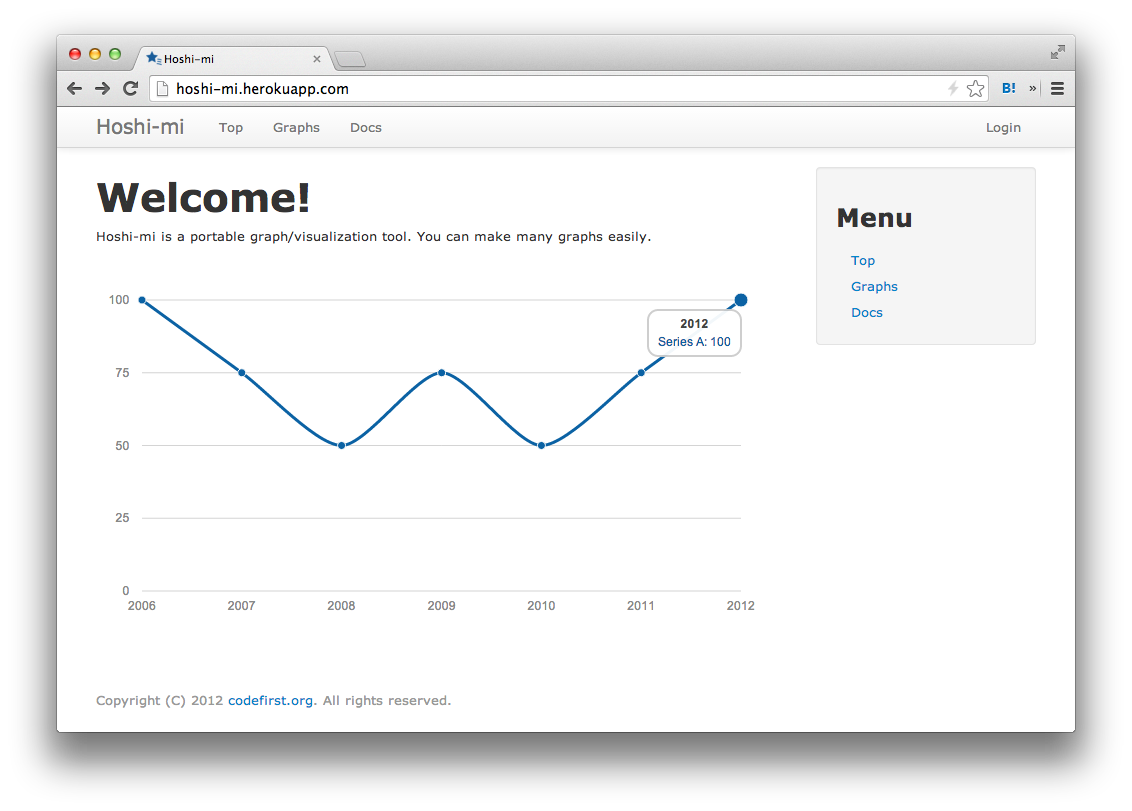 Hoshi-mi
hoshi-mi.herokuapp.com
B! »
Hoshi-mi Top Graphs Docs Login
Welcome!
Hoshi-mi is a portable graph/visualization tool. You can make many graphs easily.
100
75
50
25
0
2012
Series A: 100
2006 2007 2008 2009 2010 2011 2012
Menu
Top
Graphs
Docs
Copyright (C) 2012 codefirst.org. All rights reserved.